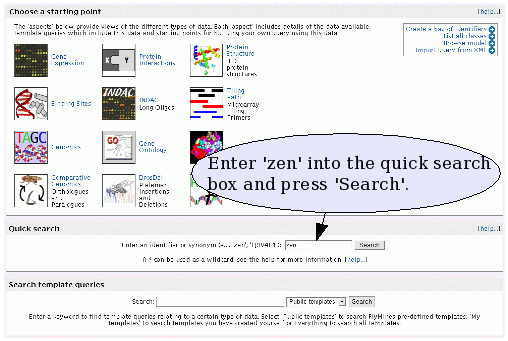 Choose a starting point
[help...]
The 'aspects' below provide views of the different types of data. Each 'aspect' includes details of the data available,
template queries which include this data and starting points for building your own query using this data.
Create a bag of identifiers
List all classes
Browse model
Import query from XML
Gene
Expression
Protein
Interactions
Protein
Structure
3-D
protein
structures
Binding Sites
INDAC
INDAC
Long Oligos
Tiling
Path
Microarray
Tiling
Primers
TAGC
Genomics
GO
Gene
Ontology
Comparative
Genomics
Orthologues
and
Paralogues
DrosDel
Insertions
and
Deletions
Enter 'zen' into the quick search
box and press 'Search'.
Quick search
[help...]
Enter an identifier or synonym
zen
Search
can be used as a wildcard, see the help for more information [help...]
Search template queries
Search:
Public templates
Search
Enter a keyword to find template queries relating to a certain type of data. Select 'Public templates' to search FlyMines pre-defined templates, 'My
templates' to search templates you have created yourself or Everything to search all templates.